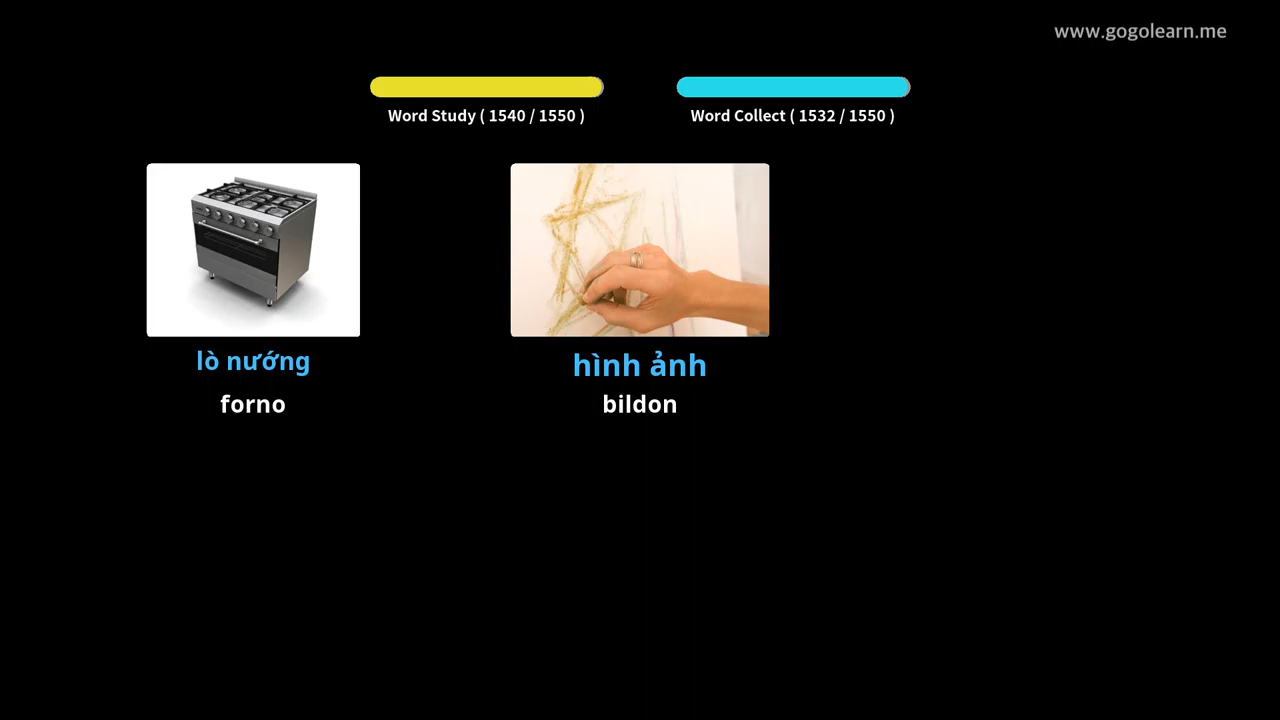 www.gogolearn.me
Word Study ( 1540 / 1550 )
Word Collect ( 1532 / 1550 )
lò nướng
forno
hình ảnh
bildon